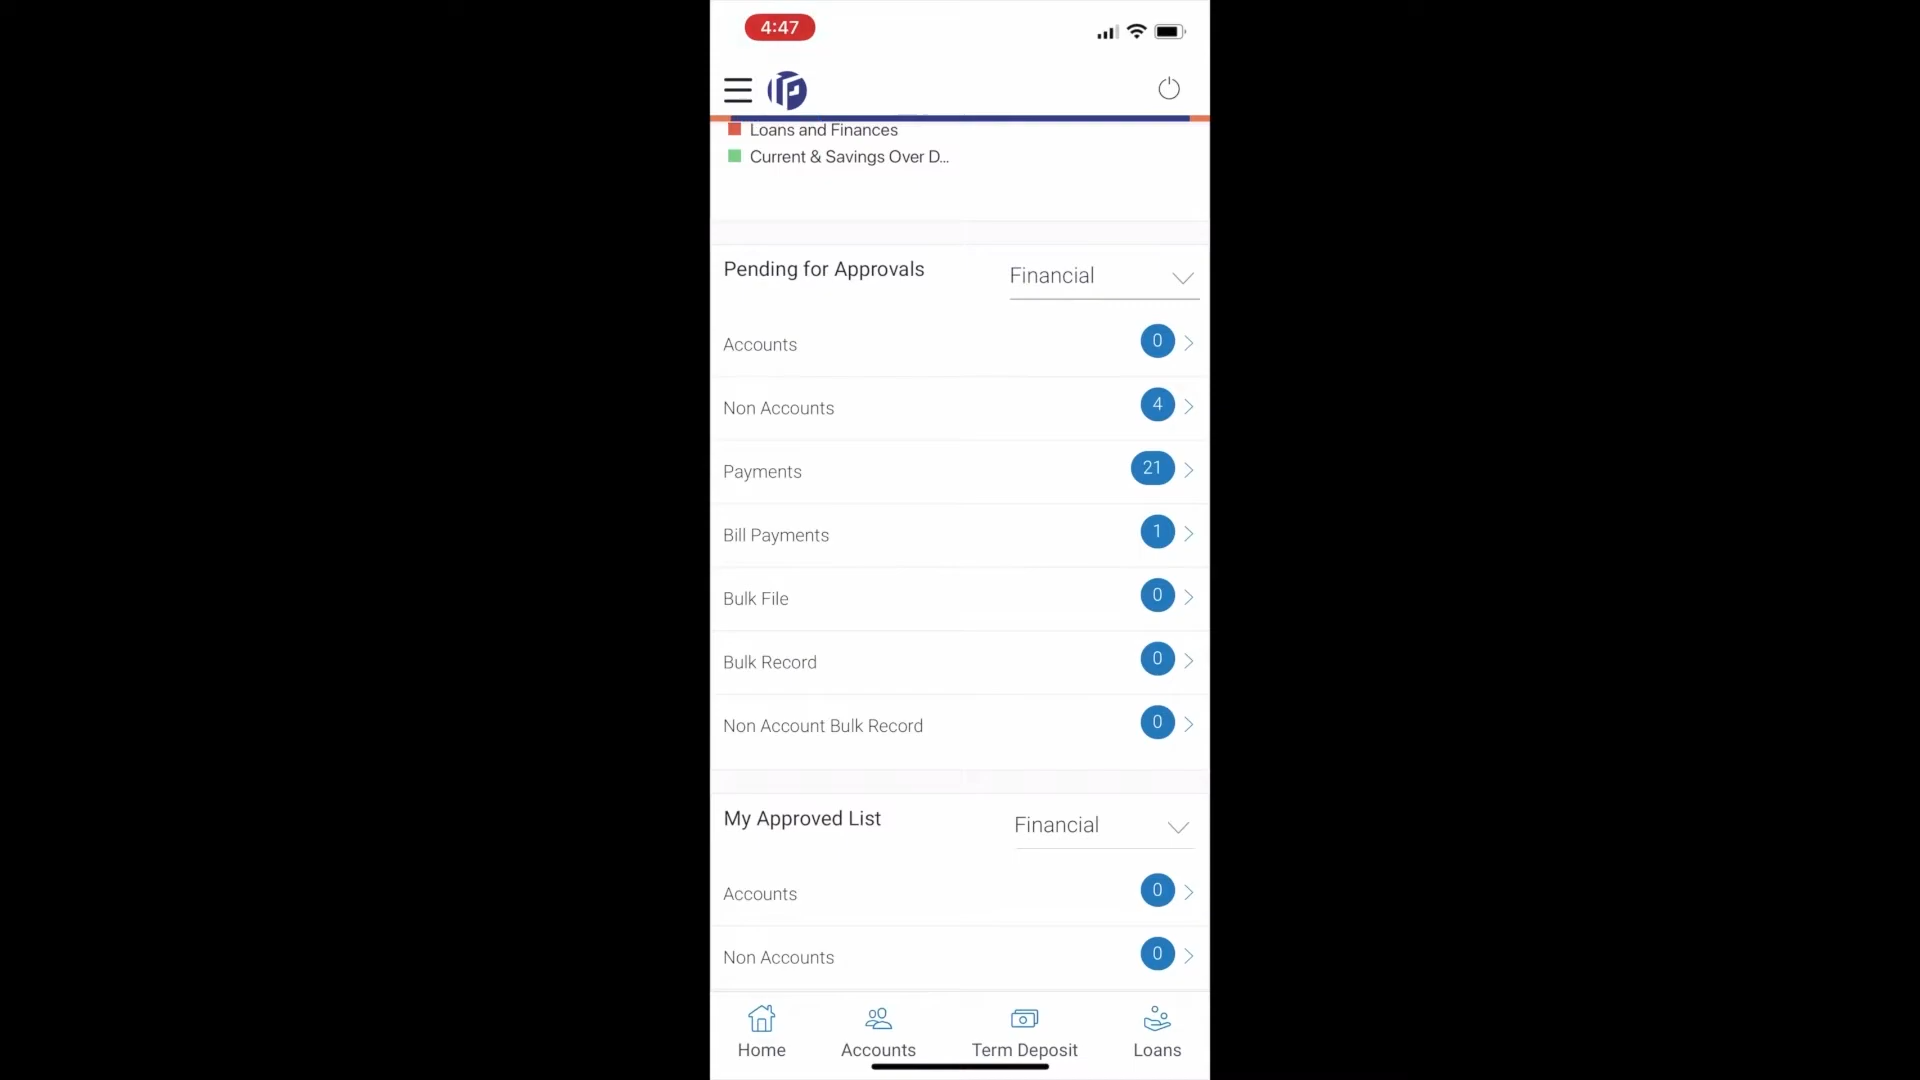 4:47
Loans and Finances
Current & Savings Over D...
Pending for Approvals
Financial
Accounts
0
Non Accounts
4
Payments
21
Bill Payments
1
Bulk File
0
Bulk Record
0
Non Account Bulk Record
0
My Approved List
Financial
Accounts
0
Non Accounts
0
Home
Accounts
Term Deposit
Loans